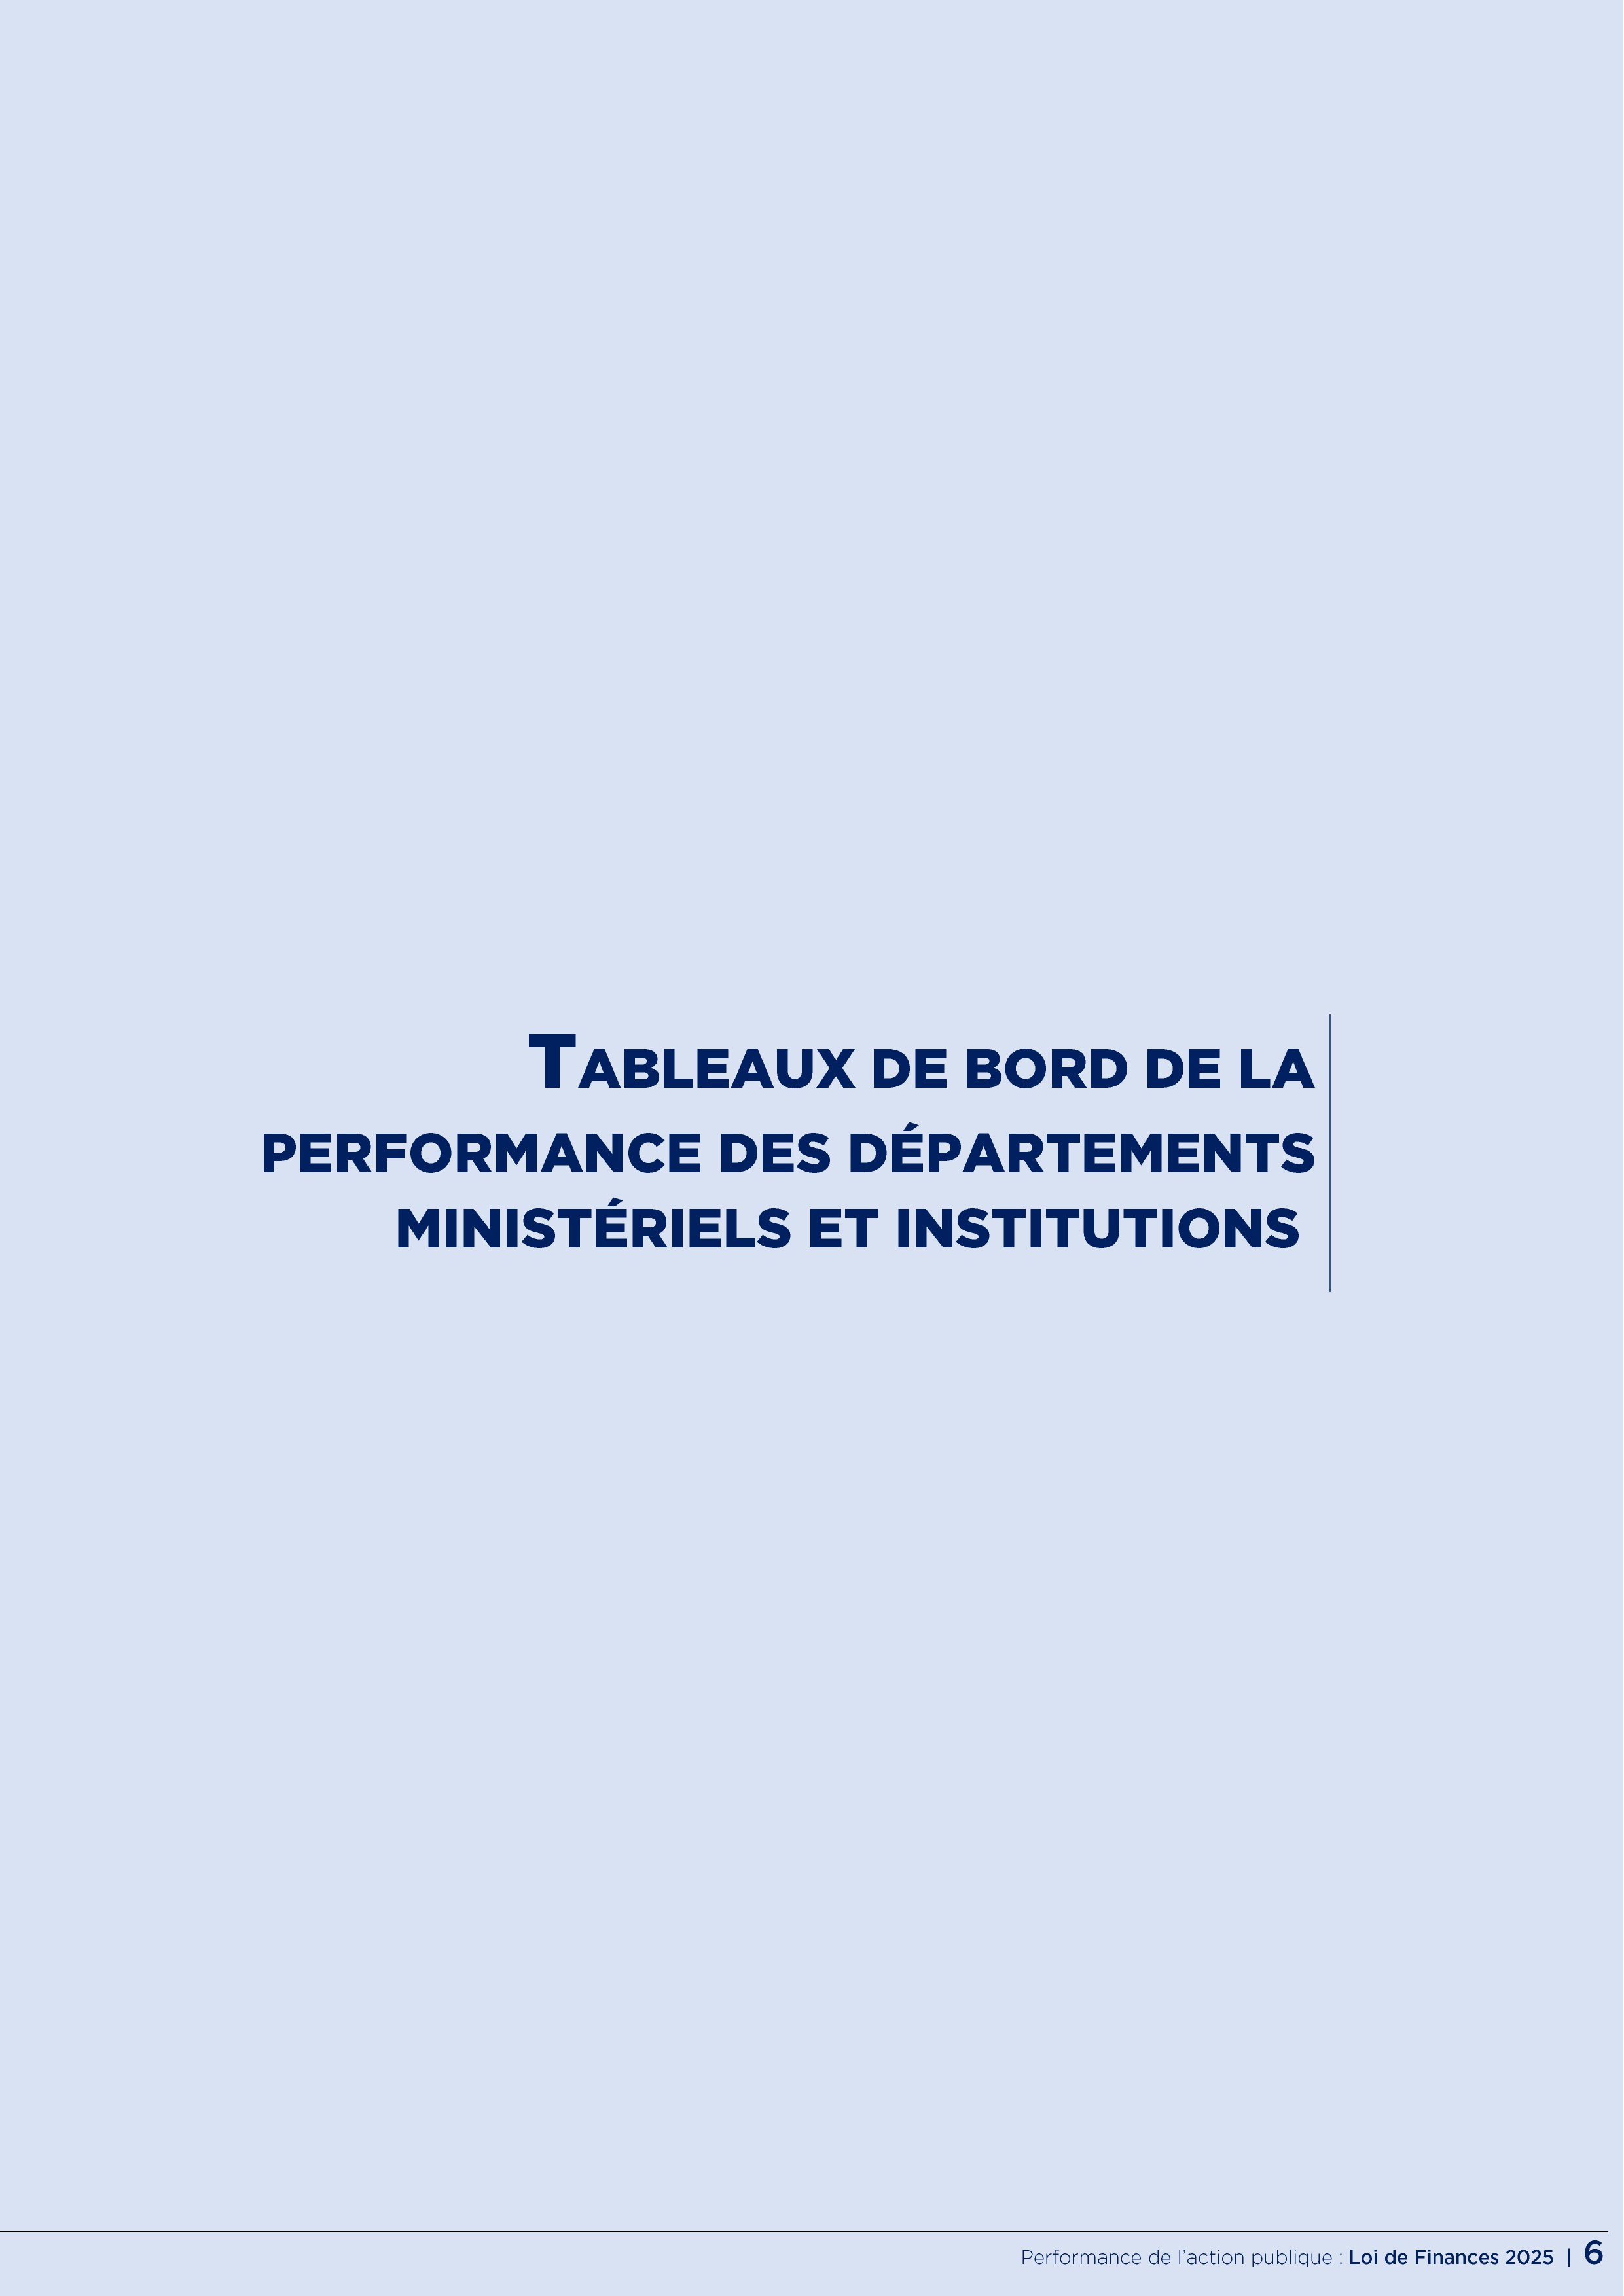 TABLEAUX DE BORD DE LA
PERFORMANCE DES DÉPARTEMENTS
MINISTÉRIELS ET INSTITUTIONS
Performance de l’action publique : Loi de Finances 2025 | 6